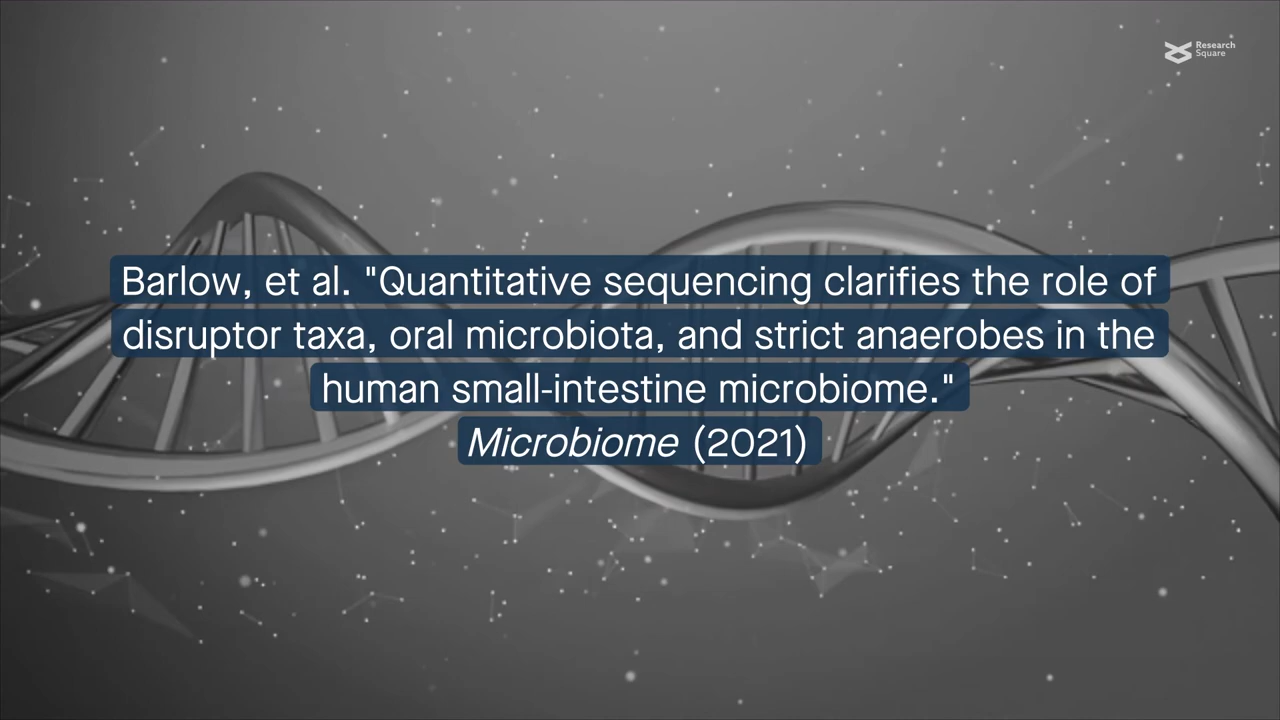 Research
Square
Barlow, et al. "Quantitative sequencing clarifies the role of
disruptor taxa, oral microbiota, and strict anaerobes in the
human small-intestine microbiome."
Microbiome (2021)